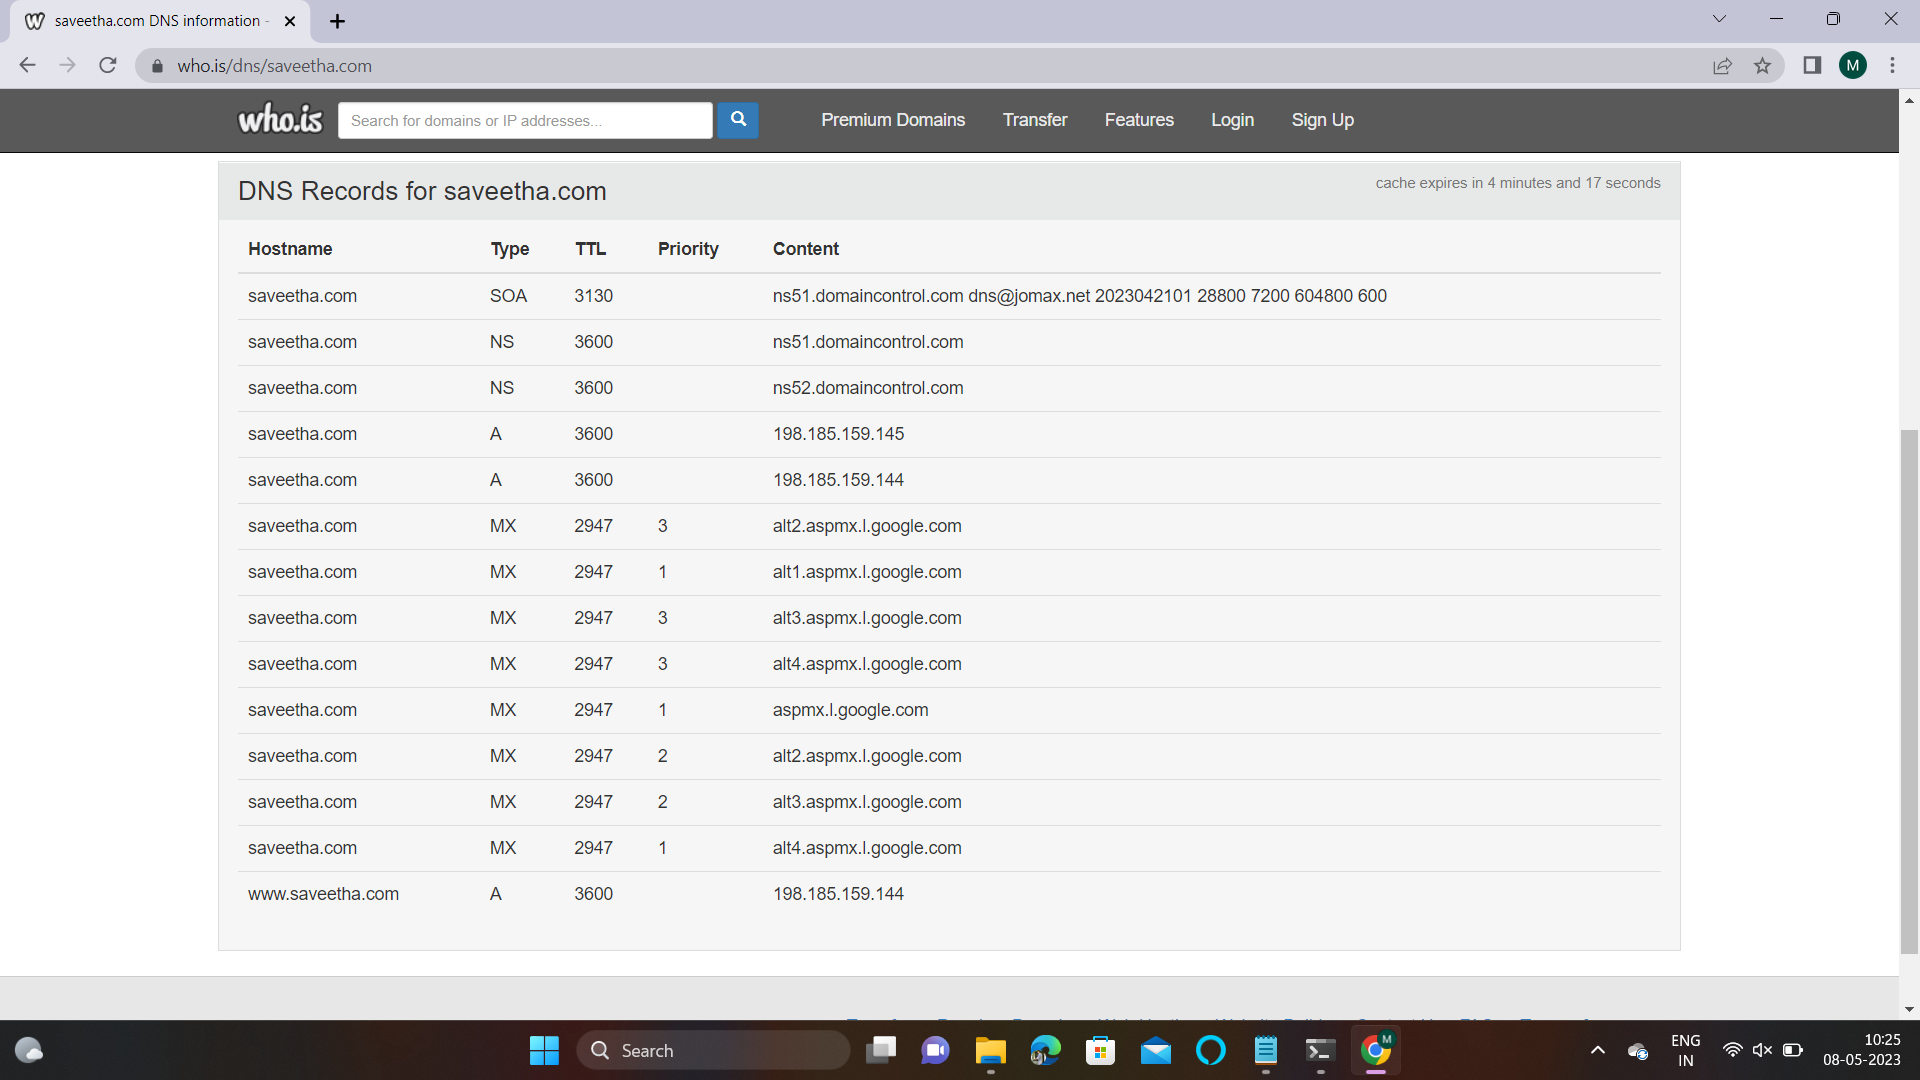 saveetha.com DNS information -
who.is/dns/saveetha.com
M
who.is
Search for domains or IP addresses...
Premium Domains Transfer Features Login Sign Up
DNS Records for saveetha.com
cache expires in 4 minutes and 17 seconds
Hostname Type TTL Priority Content
saveetha.com SOA 3130 ns51.domaincontrol.com dns@jomax.net 2023042101 28800 7200 604800 600
saveetha.com NS 3600 ns51.domaincontrol.com
saveetha.com NS 3600 ns52.domaincontrol.com
saveetha.com A 3600 198.185.159.145
saveetha.com A 3600 198.185.159.144
saveetha.com MX 2947 3 alt2.aspmx.l.google.com
saveetha.com MX 2947 1 alt1.aspmx.l.google.com
saveetha.com MX 2947 3 alt3.aspmx.l.google.com
saveetha.com MX 2947 3 alt4.aspmx.l.google.com
saveetha.com MX 2947 1 aspmx.l.google.com
saveetha.com MX 2947 2 alt2.aspmx.l.google.com
saveetha.com MX 2947 2 alt3.aspmx.l.google.com
saveetha.com MX 2947 1 alt4.aspmx.l.google.com
www.saveetha.com A 3600 198.185.159.144
Search
M
ENG
IN
10:25
08-05-2023